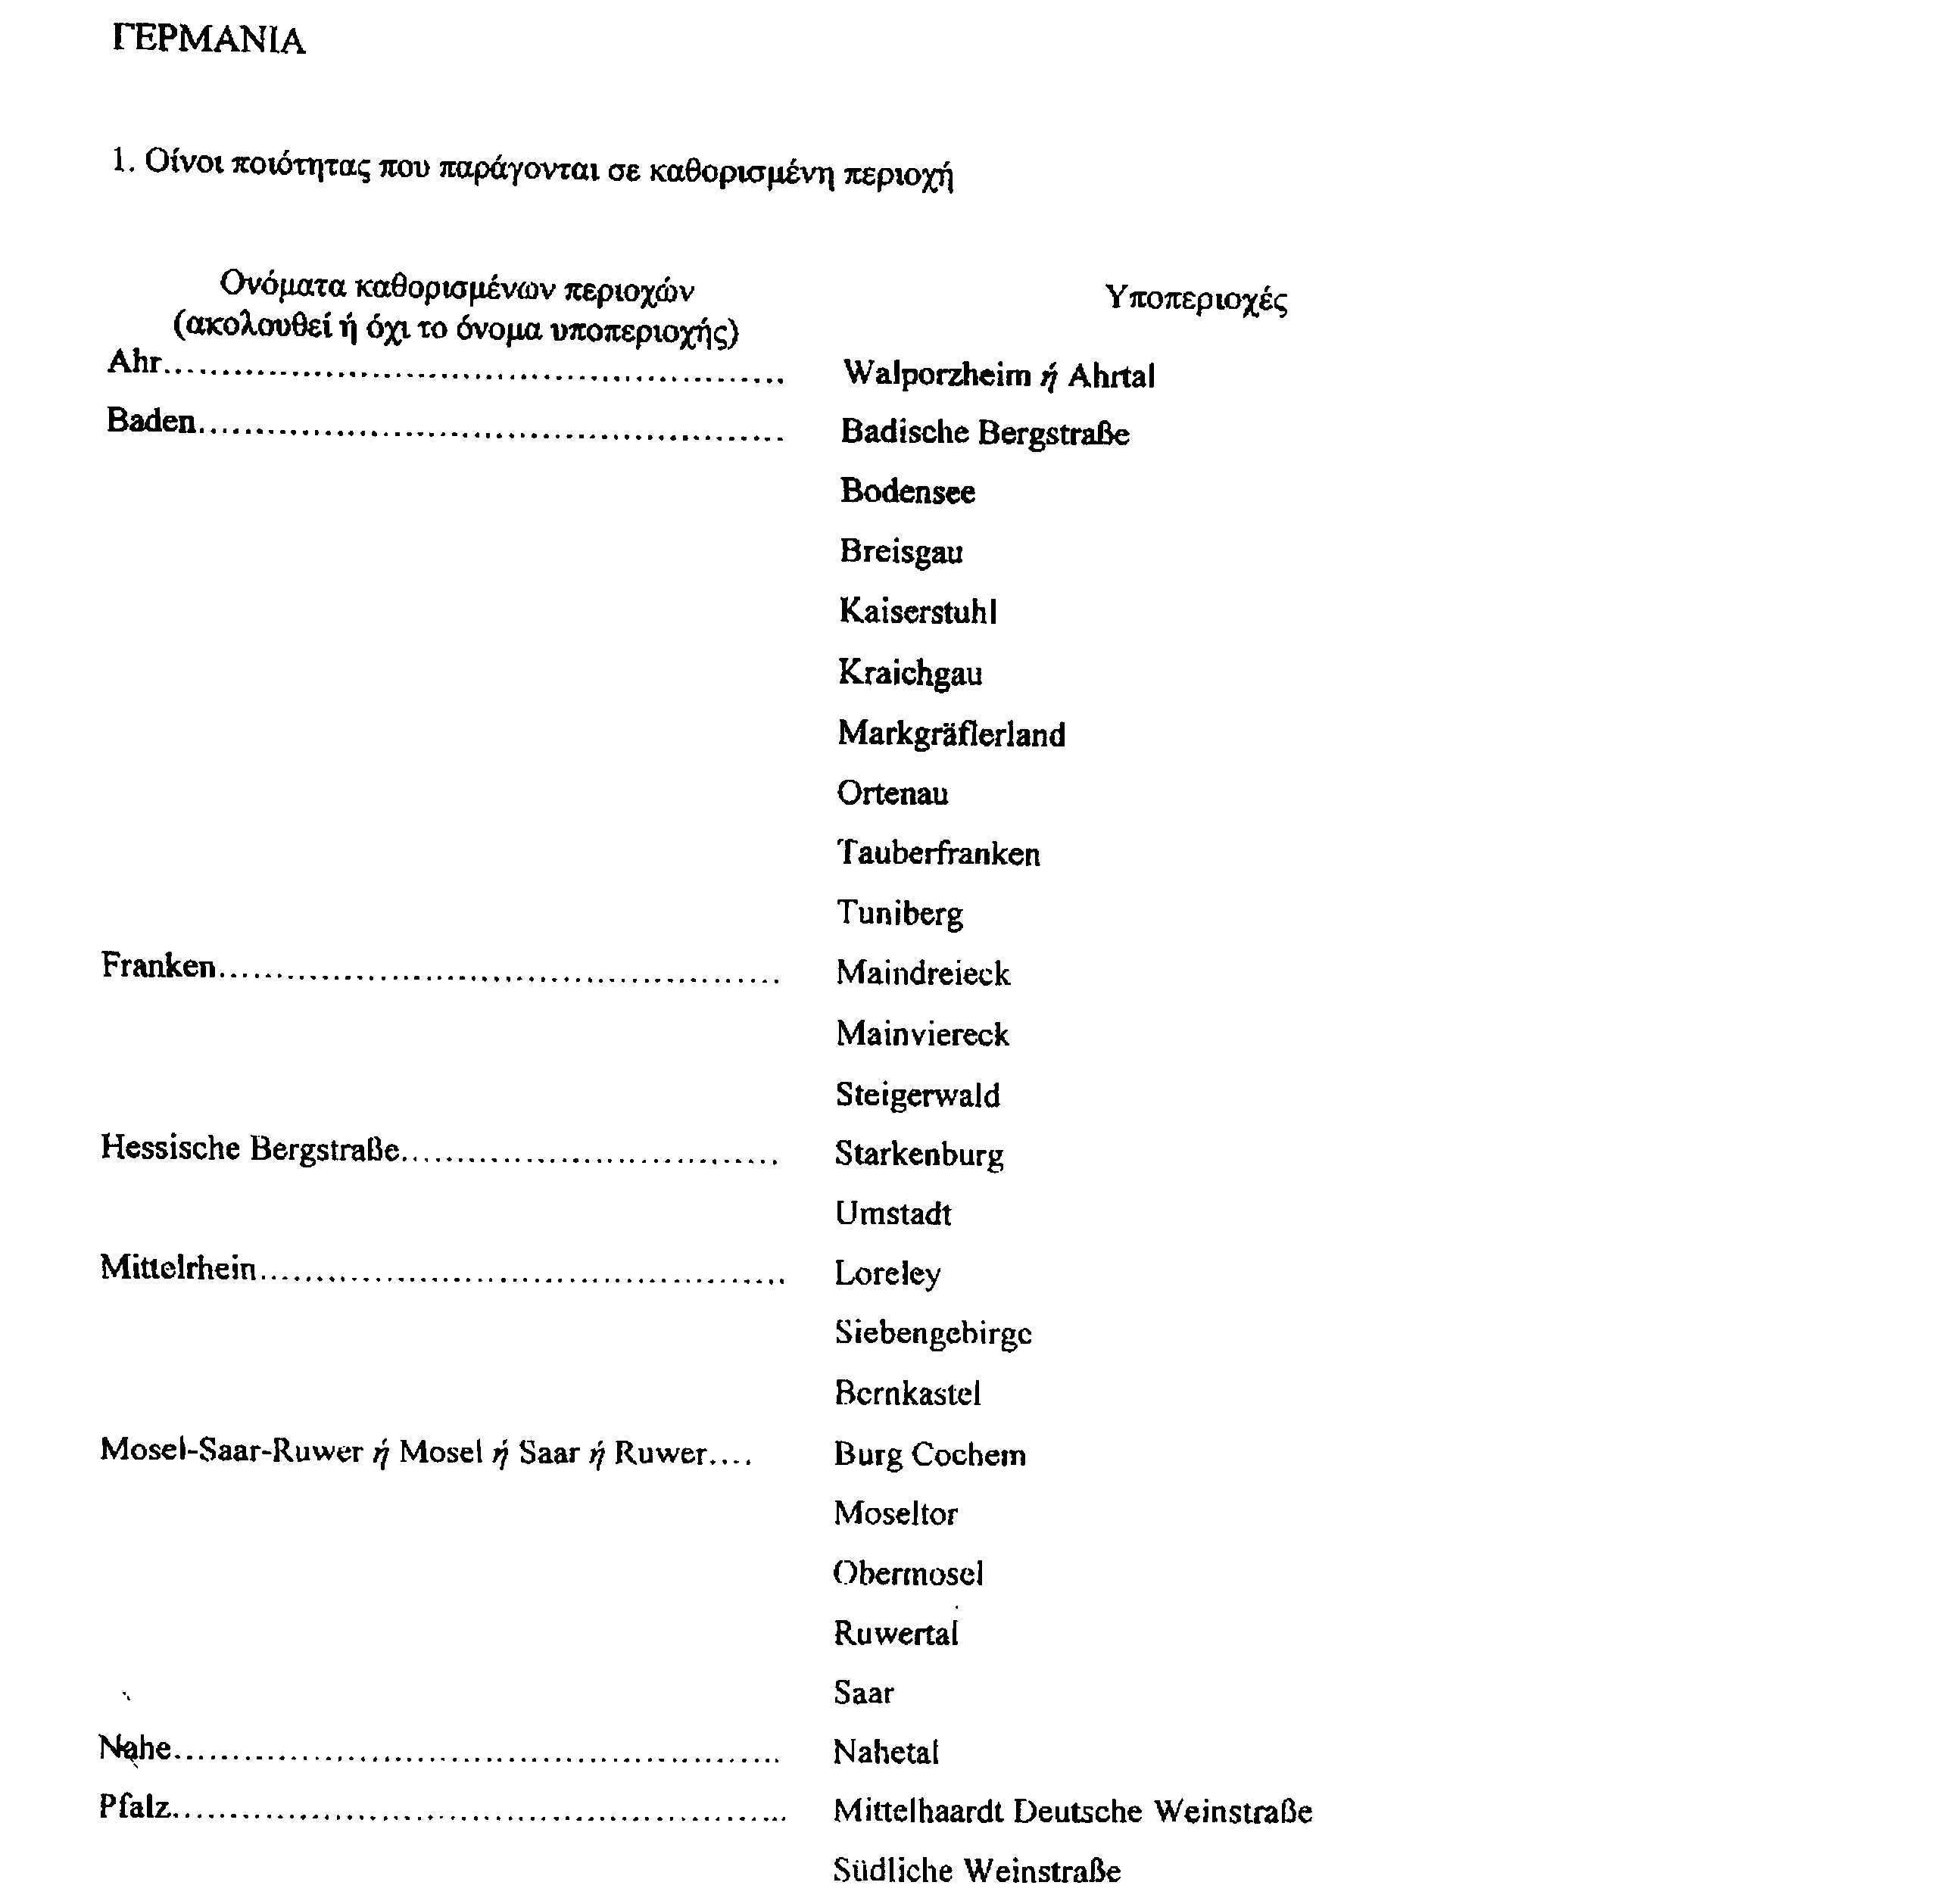 ΓΕΡΜΑΝΙΑ
1. Οίνοι ποιότητας που παράγονται σε καθορισμένη περιοχή
Ονόματα καθορισμένων περιοχών Υποπεριοχές
(ακολουθεί ή όχι το όνομα υποπεριοχής)
Ahr..................................................... Walporzheim ή Ahrtal
Baden.................................................. Badische Bergstraße
Bodensee
Breisgau
Kaiserstuhl
Kraichgau
Markgräflerland
Ortenau
Tauberfranken
Tuniberg
Franken................................................ Maindreieck
Mainviereck
Steigerwald
Hessische Bergstraße................................ Starkenburg
Umstadt
Mittelrhein............................................. Loreley
Siebengebirge
Bernkastel
Mosel-Saar-Ruwer ή Mosel ή Saar ή Ruwer.... Burg Cochem
Moseltor
Obermosel
Ruwertal
Saar
Nahe.................................................... Nahetal
Pfalz.................................................... Mittelhaardt Deutsche Weinstraße
Südliche Weinstraße